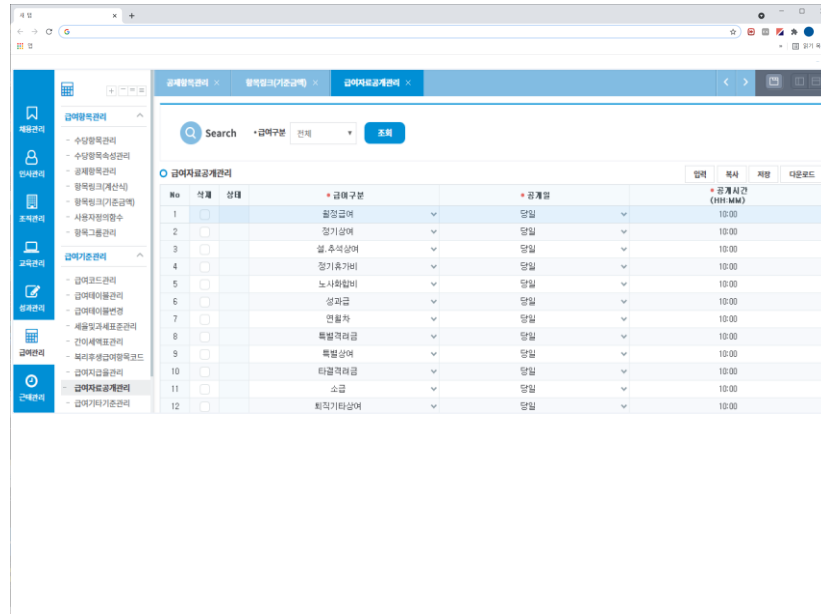 새 탭
앱
읽기 목
공제항목관리 ×
항목링크(기준금액) ×
급여자료공개관리 ×
채용관리
인사관리
조직관리
교육관리
성과관리
급여관리
근태관리
급여항목관리
- 수당항목관리
- 수당항목속성관리
- 공제항목관리
- 항목링크(계산식)
- 항목링크(기준금액)
- 사용자정의함수
- 항목그룹관리
급여기준관리
- 급여코드관리
- 급여테이블관리
- 급여테이블변경
- 세율및과세표준관리
- 간이세액표관리
- 복리후생급여항목코드
- 급여지급율관리
- 급여자료공개관리
- 급여기타기준관리
Search •급여구분 전체 조회
급여자료공개관리 입력 복사 저장 다운로드
No 삭제 상태 * 급여구분 * 공개일 * 공개시간
(HH:MM)
1 월정급여 당일 10:00
2 정기상여 당일 10:00
3 설.추석상여 당일 10:00
4 정기휴가비 당일 10:00
5 노사화합비 당일 10:00
6 성과급 당일 10:00
7 연월차 당일 10:00
8 특별격려금 당일 10:00
9 특별상여 당일 10:00
10 타결격려금 당일 10:00
11 소급 당일 10:00
12 퇴직기타상여 당일 10:00